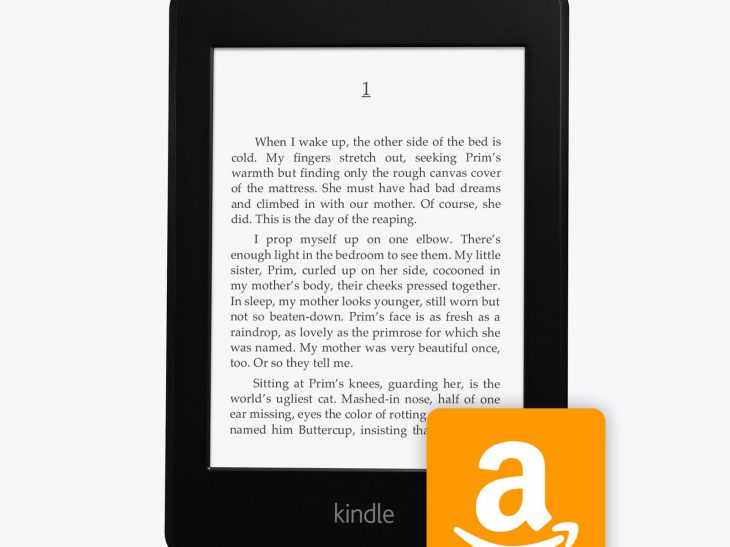 1
When I wake up, the other side of the bed is
cold. My fingers stretch out, seeking Prim's
warmth but finding only the rough canvas cover
of the mattress. She must have had bad dreams
and climbed in with our mother. Of course, she
did. This is the day of the reaping.
I prop myself up on one elbow. There's
enough light in the bedroom to see them. My little
sister, Prim, curled up on her side, cocooned in
my mother's body, their cheeks pressed together.
In sleep, my mother looks younger, still worn but
not so beaten-down. Prim's face is as fresh as a
raindrop, as lovely as the primrose for which she
was named. My mother was very beautiful once,
too. Or so they tell me.
Sitting at Prim's knees, guarding her, is the
world's ugliest cat. Mashed-in nose, half of one
ear missing, eyes the color of rotting
named him Buttercup, insisting
kindle
a